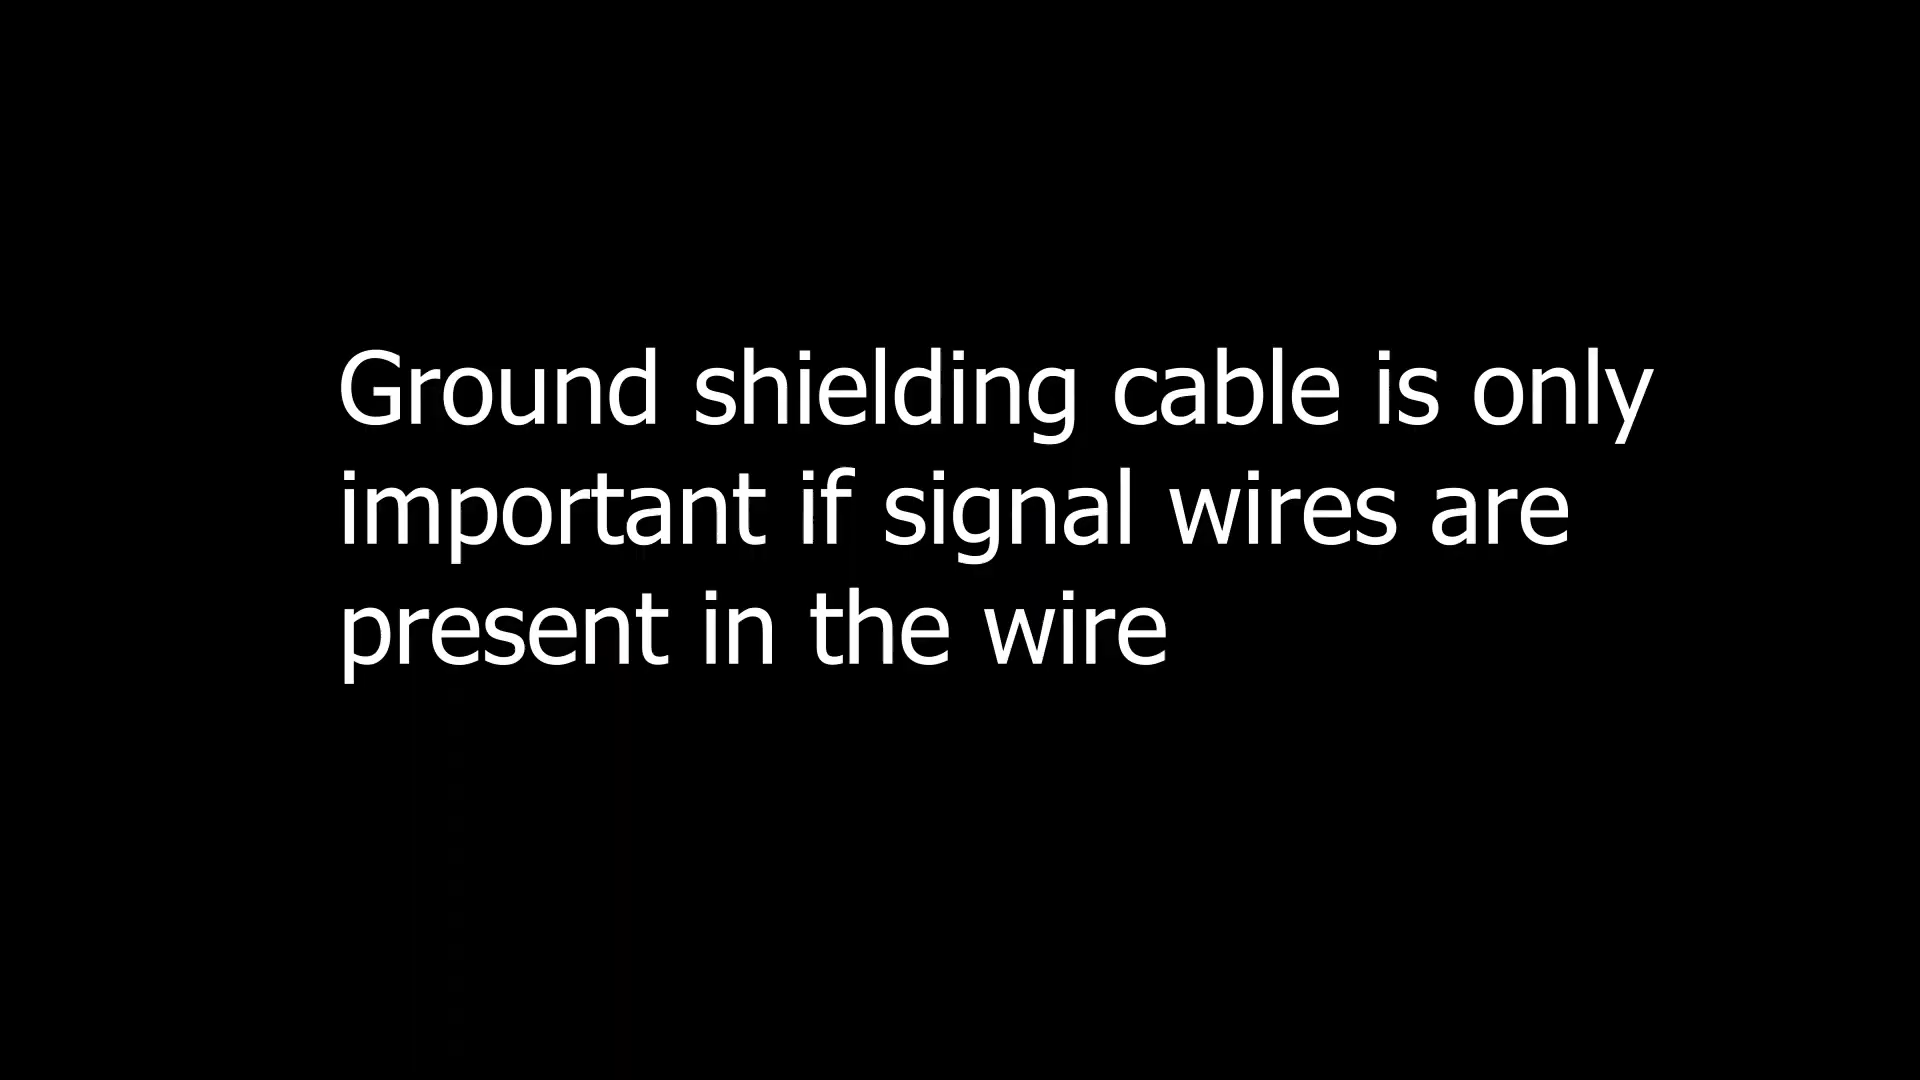 Ground shielding cable is only
important if signal wires are
present in the wire